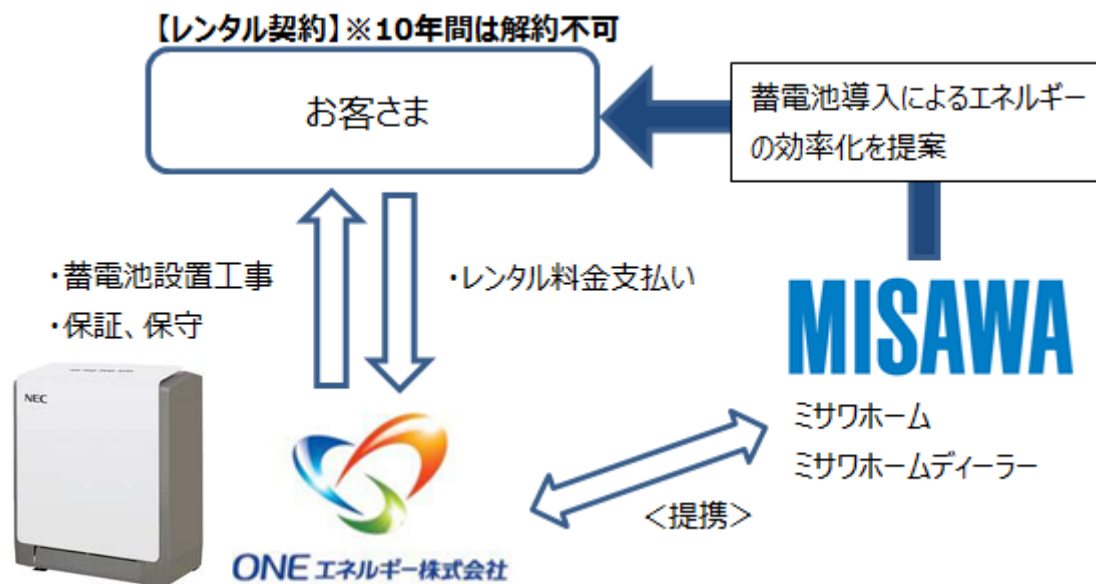 【レンタル契約】※10年間は解約不可
お客さま
蓄電池導入によるエネルギー
の効率化を提案
・蓄電池設置工事
・保証、保守
・レンタル料金支払い
MISAWA
ミサワホーム
ミサワホームディーラー
NEC
＜提携＞
ONEエネルギー株式会社